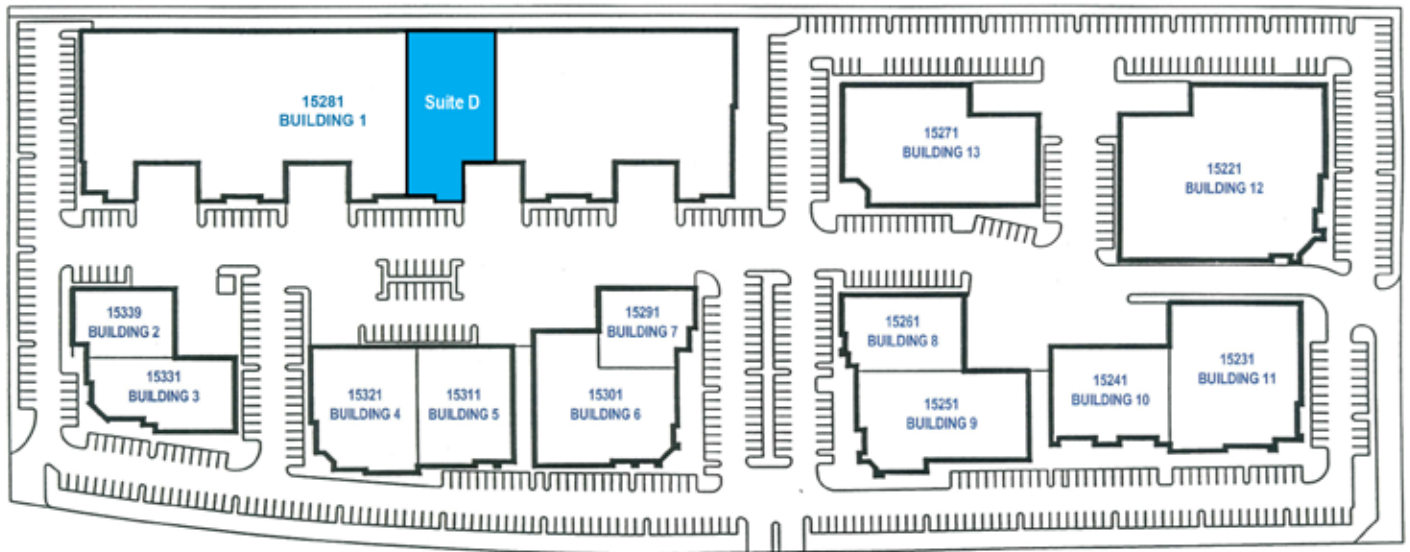 15281
BUILDING 1
Suite D
15271
BUILDING 13
15221
BUILDING 12
15339
BUILDING 2
15331
BUILDING 3
15321
BUILDING 4
15311
BUILDING 5
15291
BUILDING 7
15301
BUILDING 6
15261
BUILDING 8
15251
BUILDING 9
15241
BUILDING 10
15231
BUILDING 11